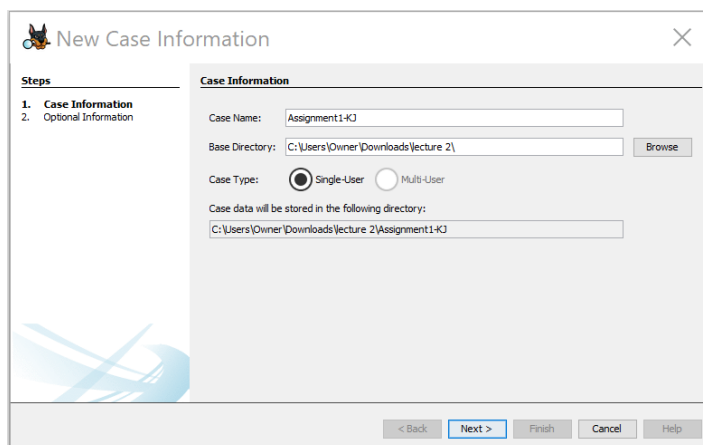 New Case Information
Steps
1. Case Information
2. Optional Information
Case Information
Case Name: Assignment1-KJ
Base Directory: C:\Users\Owner\Downloads\lecture 2\ Browse
Case Type: Single-User Multi-User
Case data will be stored in the following directory:
C:\Users\Owner\Downloads\lecture 2\Assignment1-KJ
< Back Next > Finish Cancel Help